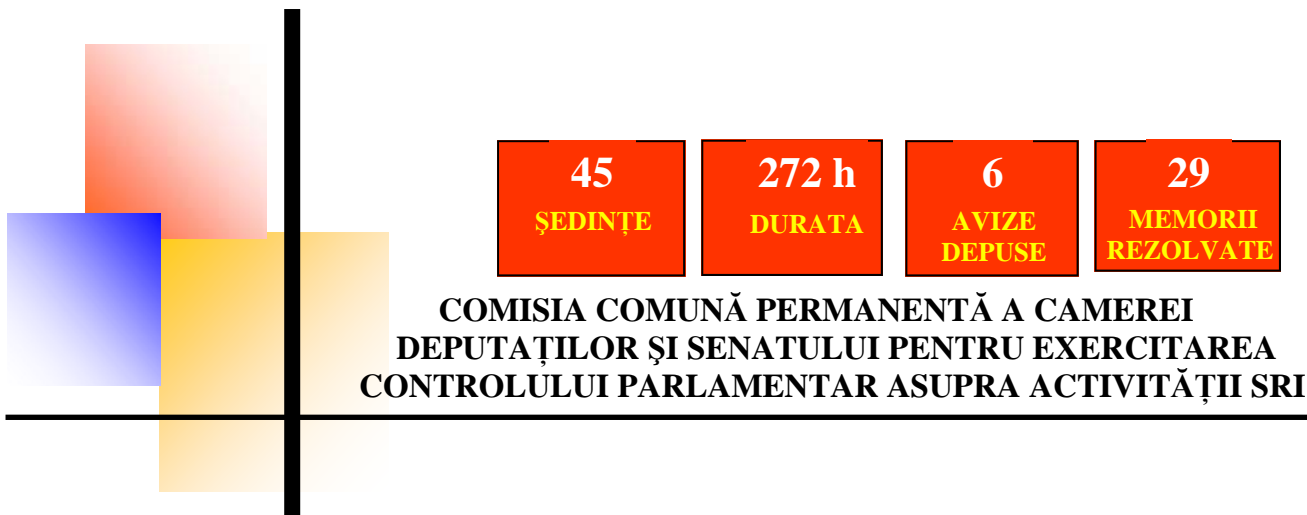 45
ŞEDINȚE
272 h
DURATA
6
AVIZE
DEPUSE
29
MEMORII
REZOLVATE
COMISIA COMUNĂ PERMANENTĂ A CAMEREI
DEPUTAȚILOR ŞI SENATULUI PENTRU EXERCITAREA
CONTROLULUI PARLAMENTAR ASUPRA ACTIVITĂȚII SRI